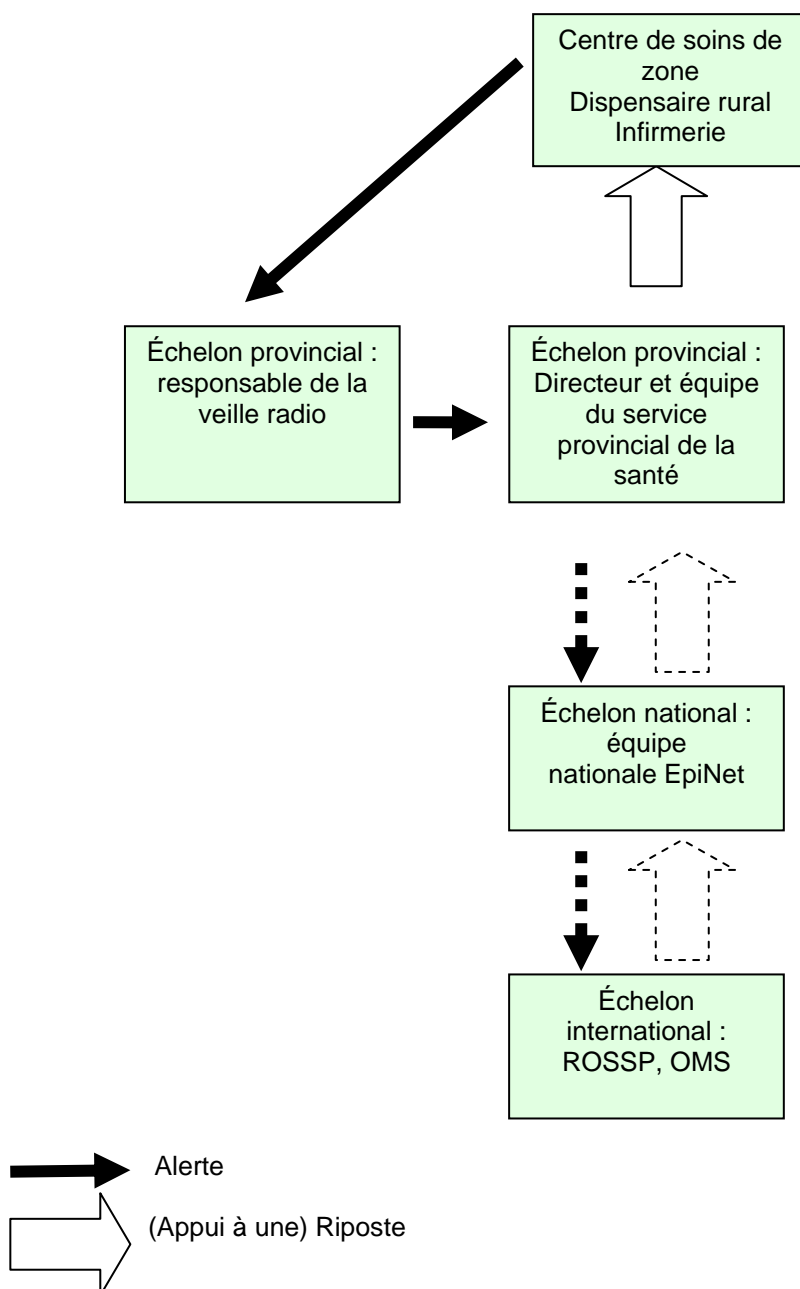 Centre de soins de
zone
Dispensaire rural
Infirmerie
Échelon provincial :
responsable de la
veille radio
Échelon provincial :
Directeur et équipe
du service
provincial de la
santé
Échelon national :
équipe
nationale EpiNet
Échelon
international :
ROSSP, OMS
Alerte
(Appui à une) Riposte